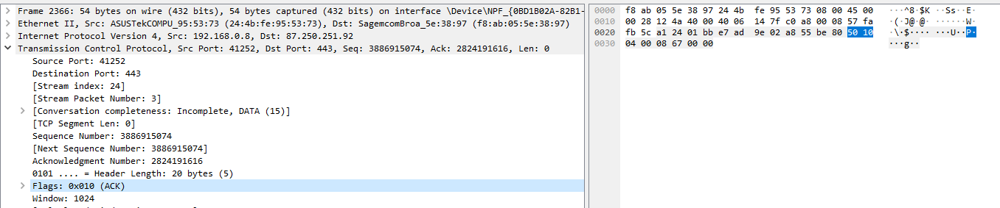 Frame 2366: 54 bytes on wire (432 bits), 54 bytes captured (432 bits) on interface \Device\NPF_{0BD1B02A-82B1-
Ethernet II, Src: ASUSTekCOMPU_95:53:73 (24:4b:fe:95:53:73), Dst: SagemcomBroa_5e:38:97 (f8:ab:05:5e:38:97)
Internet Protocol Version 4, Src: 192.168.0.8, Dst: 87.250.251.92
Transmission Control Protocol, Src Port: 41252, Dst Port: 443, Seq: 3886915074, Ack: 2824191616, Len: 0
Source Port: 41252
Destination Port: 443
[Stream index: 24]
[Stream Packet Number: 3]
[Conversation completeness: Incomplete, DATA (15)]
[TCP Segment Len: 0]
Sequence Number: 3886915074
[Next Sequence Number: 3886915074]
Acknowledgment Number: 2824191616
0101 .... = Header Length: 20 bytes (5)
Flags: 0x010 (ACK)
Window: 1024
0000 f8 ab 05 5e 38 97 24 4b fe 95 53 73 08 00 45 00 ···^8·$K ··Ss··E·
0010 00 28 12 4a 40 00 40 06 14 7f c0 a8 00 08 57 fa ·(·J@·@· ······W·
0020 fb 5c a1 24 01 bb e7 ad 9e 02 a8 55 be 80 50 10 ·\·$···· ···U··P·
0030 04 00 08 67 00 00 ···g··